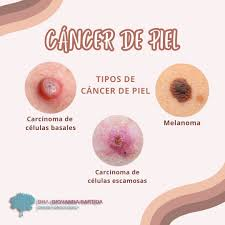 CÁNCER DE PIEL
TIPOS DE
CÁNCER DE PIEL
Carcinoma de
células basales
Melanoma
Carcinoma de
células escamosas